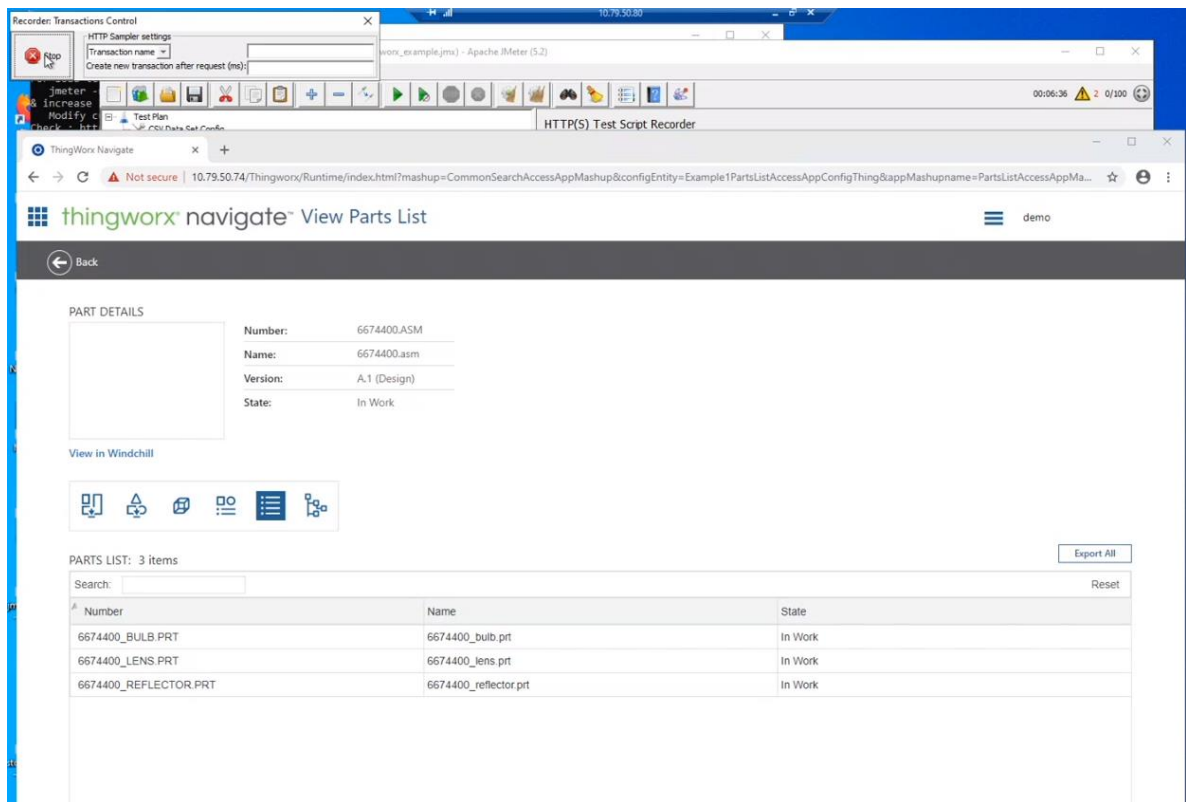 Recorder: Transactions Control
10.79.50.80
HTTP Sampler settings
Stop
Transaction name
worx_example.jmx) - Apache JMeter (5.2)
Create new transaction after request (ms):
jmeter -
& increase
00:06:36 2 0/100
Modify c
Test Plan
Check : htt
CSV Data Set Config
HTTP(S) Test Script Recorder
ThingWorx Navigate
Not secure | 10.79.50.74/Thingworx/Runtime/index.html?mashup=CommonSearchAccessAppMashup&configEntity=Example1PartsListAccessAppConfigThing&appMashupname=PartsListAccessAppMa...
thingworx navigate View Parts List
demo
Back
PART DETAILS
Number: 6674400.ASM
Name: 6674400.asm
Version: A.1 (Design)
State: In Work
View in Windchill
PARTS LIST: 3 items
Export All
Search:
Reset
Number Name State
6674400_BULB.PRT 6674400_bulb.prt In Work
6674400_LENS.PRT 6674400_lens.prt In Work
6674400_REFLECTOR.PRT 6674400_reflector.prt In Work